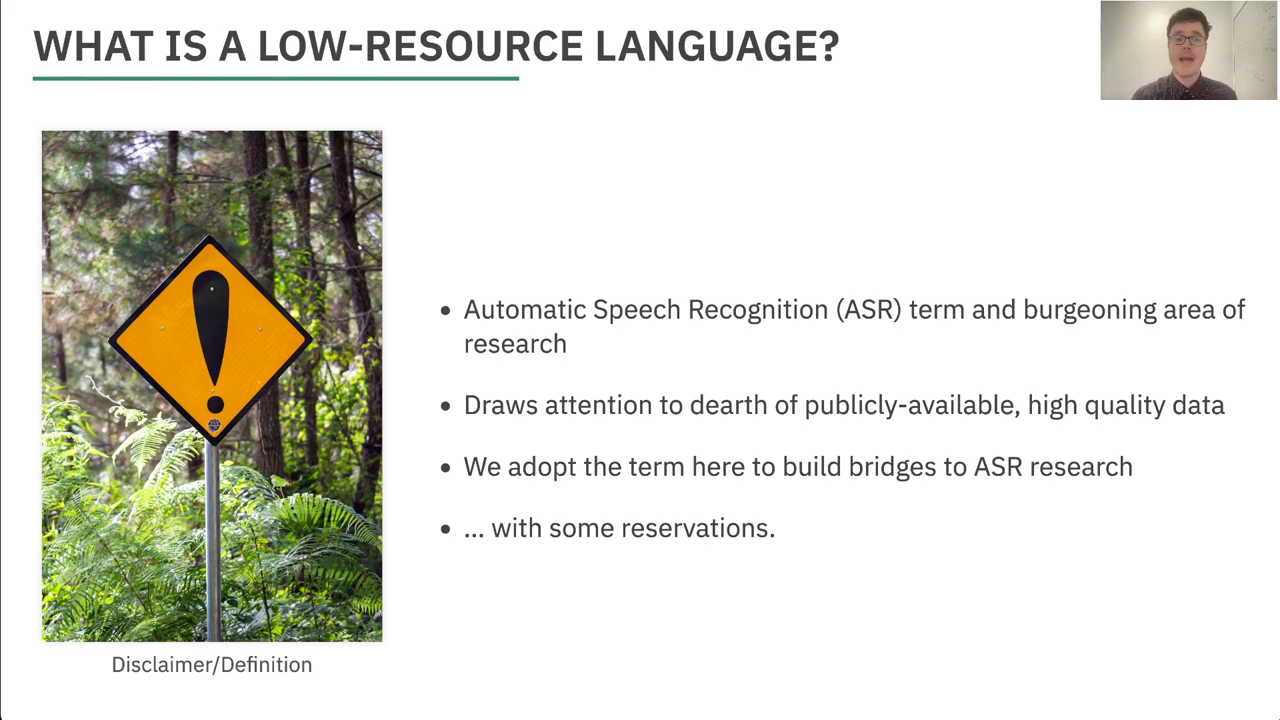 WHAT IS A LOW-RESOURCE LANGUAGE?
• Automatic Speech Recognition (ASR) term and burgeoning area of
research
• Draws attention to dearth of publicly-available, high quality data
• We adopt the term here to build bridges to ASR research
• ... with some reservations.
Disclaimer/Definition